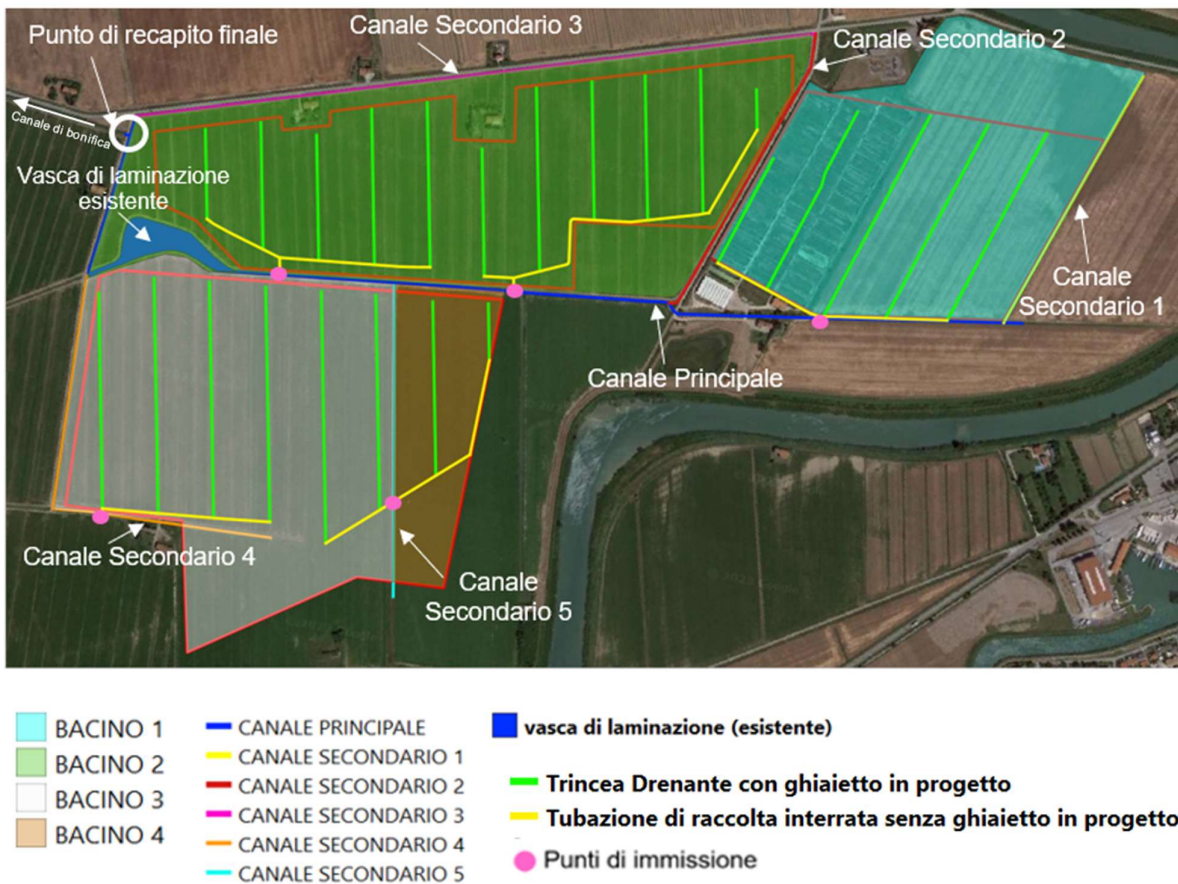 Punto di recapito finale
Canale Secondario 3
Canale Secondario 2
Canale di bonifica
Vasca di laminazione
esistente
Canale
Secondario 1
Canale Principale
Canale Secondario 4
Canale
Secondario 5
BACINO 1
BACINO 2
BACINO 3
BACINO 4
CANALE PRINCIPALE
CANALE SECONDARIO 1
CANALE SECONDARIO 2
CANALE SECONDARIO 3
CANALE SECONDARIO 4
CANALE SECONDARIO 5
vasca di laminazione (esistente)
Trincea Drenante con ghiaietto in progetto
Tubazione di raccolta interrata senza ghiaietto in progetto
Punti di immissione